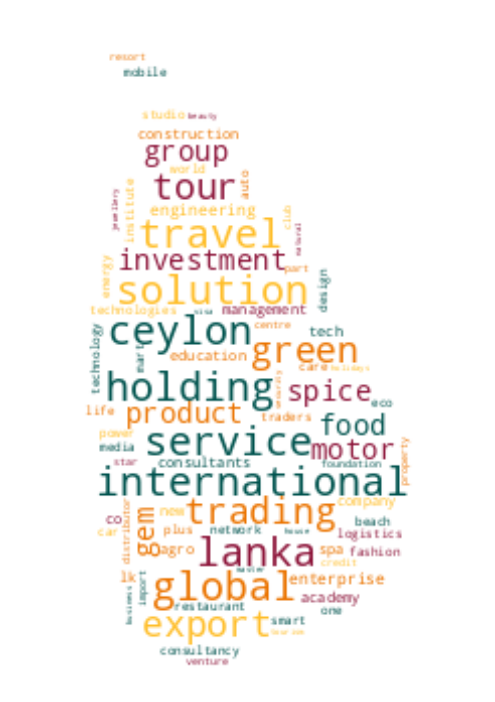 resort
mobile
studio beauty
construction
group
world
tour auto
jewellery institute engineering club
travel natural
investment part
energy solution design
technologies visa management
ceylon centre tech
technology mart education green
care holidays
holding security spice eco
life product traders food
power service motor
media property
star consultants foundation
international
distributor gem new trading company
co beach
car plus network house logistics
agro lanka spa fashion
credit
lk import global master enterprise
business restaurant academy
one
export smart
tourism
consultancy
venture